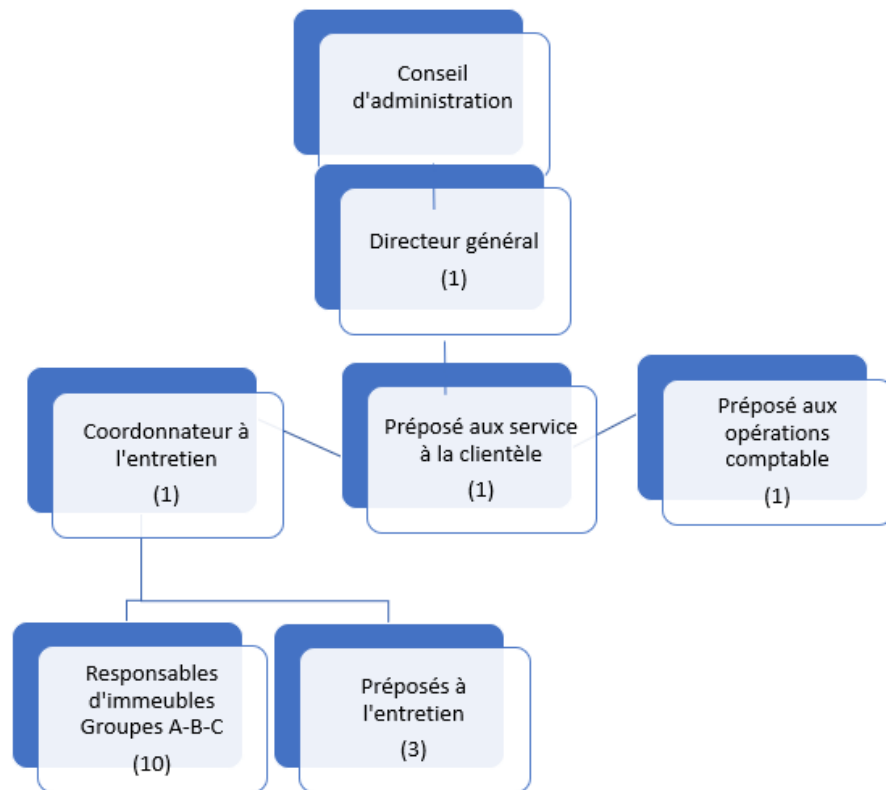 Conseil
d'administration
Directeur général
(1)
Coordonnateur à
l'entretien
(1)
Préposé aux service
à la clientèle
(1)
Préposé aux
opérations
comptable
(1)
Responsables
d'immeubles
Groupes A-B-C
(10)
Préposés à
l'entretien
(3)